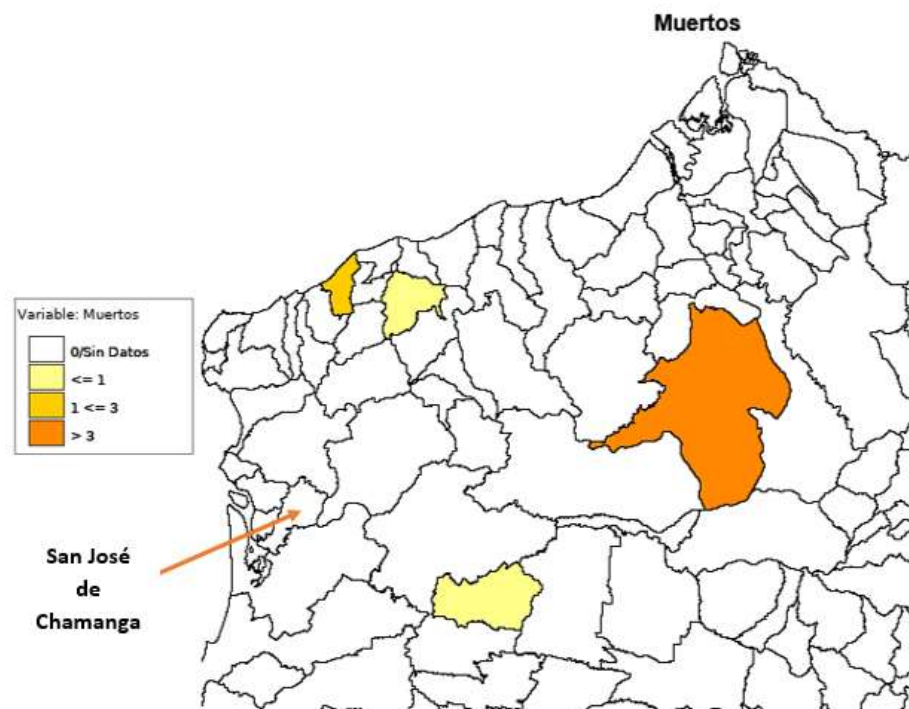 Muertos
Variable: Muertos
0/Sin Datos
<= 1
1 <= 3
> 3
San José
de
Chamanga